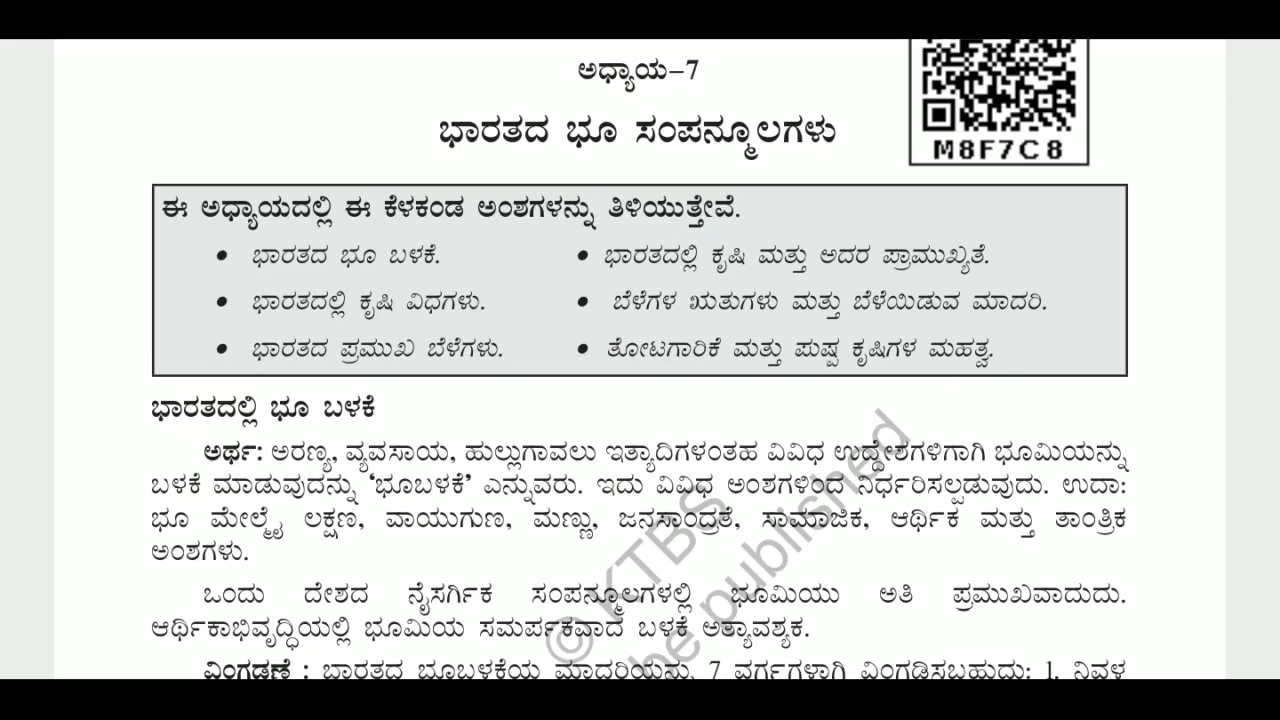 ಅಧ್ಯಾಯ–7
ಭಾರತದ ಭೂ ಸಂಪನ್ಮೂಲಗಳು
M8F7C8
ಈ ಅಧ್ಯಾಯದಲ್ಲಿ ಈ ಕೆಳಕಂಡ ಅಂಶಗಳನ್ನು ತಿಳಿಯುತ್ತೇವೆ.
• ಭಾರತದ ಭೂ ಬಳಕೆ. • ಭಾರತದಲ್ಲಿ ಕೃಷಿ ಮತ್ತು ಅದರ ಪ್ರಾಮುಖ್ಯತೆ.
• ಭಾರತದಲ್ಲಿ ಕೃಷಿ ವಿಧಗಳು. • ಬೆಳೆಗಳ ಋತುಗಳು ಮತ್ತು ಬೆಳೆಯಿಡುವ ಮಾದರಿ.
• ಭಾರತದ ಪ್ರಮುಖ ಬೆಳೆಗಳು. • ತೋಟಗಾರಿಕೆ ಮತ್ತು ಪುಷ್ಪ ಕೃಷಿಗಳ ಮಹತ್ವ.
ಭಾರತದಲ್ಲಿ ಭೂ ಬಳಕೆ
ಅರ್ಥ: ಅರಣ್ಯ, ವ್ಯವಸಾಯ, ಹುಲ್ಲುಗಾವಲು ಇತ್ಯಾದಿಗಳಂತಹ ವಿವಿಧ ಉದ್ದೇಶಗಳಿಗಾಗಿ ಭೂಮಿಯನ್ನು
ಬಳಕೆ ಮಾಡುವುದನ್ನು ‘ಭೂಬಳಕೆ’ ಎನ್ನುವರು. ಇದು ವಿವಿಧ ಅಂಶಗಳಿಂದ ನಿರ್ಧರಿಸಲ್ಪಡುವುದು. ಉದಾ:
ಭೂ ಮೇಲ್ಮೈ ಲಕ್ಷಣ, ವಾಯುಗುಣ, ಮಣ್ಣು, ಜನಸಾಂದ್ರತೆ, ಸಾಮಾಜಿಕ, ಆರ್ಥಿಕ ಮತ್ತು ತಾಂತ್ರಿಕ
ಅಂಶಗಳು.
ಒಂದು ದೇಶದ ನೈಸರ್ಗಿಕ ಸಂಪನ್ಮೂಲಗಳಲ್ಲಿ ಭೂಮಿಯು ಅತಿ ಪ್ರಮುಖವಾದುದು.
ಆರ್ಥಿಕಾಭಿವೃದ್ಧಿಯಲ್ಲಿ ಭೂಮಿಯ ಸಮರ್ಪಕವಾದ ಬಳಕೆ ಅತ್ಯಾವಶ್ಯಕ.
ವಿಂಗಡಣೆ : ಭಾರತದ ಭೂಬಳಕೆಯ ಮಾದರಿಯನ್ನು 7 ವರ್ಗಗಳಾಗಿ ವಿಂಗಡಿಸಬಹುದು: 1. ನಿವ್ವಳ
© KTBS
be published